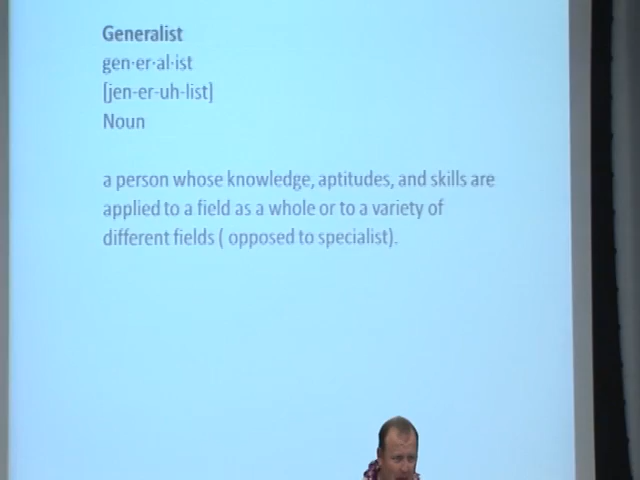 Generalist
gen·er·al·ist
[jen-er-uh-list]
Noun
a person whose knowledge, aptitudes, and skills are
applied to a field as a whole or to a variety of
different fields ( opposed to specialist).